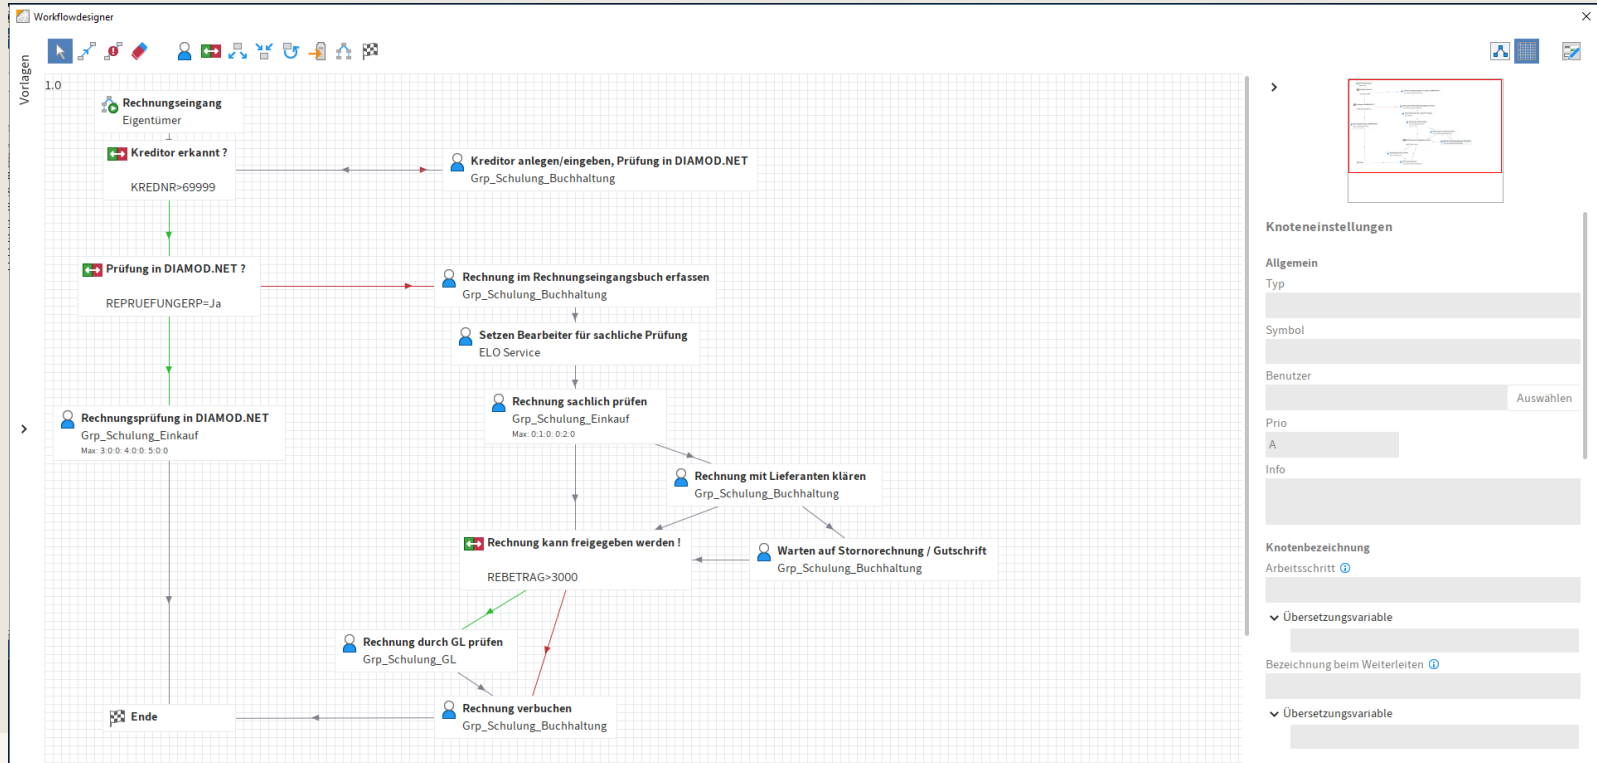 Workflowdesigner
Vorlagen
1.0
Rechnungseingang
Eigentümer
Kreditor erkannt ?
KREDNR>69999
Kreditor anlegen/eingeben, Prüfung in DIAMOD.NET
Grp_Schulung_Buchhaltung
Prüfung in DIAMOD.NET ?
REPRUEFUNGERP=Ja
Rechnung im Rechnungseingangsbuch erfassen
Grp_Schulung_Buchhaltung
Setzen Bearbeiter für sachliche Prüfung
ELO Service
Rechnung sachlich prüfen
Grp_Schulung_Einkauf
Max: 0:1:0: 0:2:0
Rechnungsprüfung in DIAMOD.NET
Grp_Schulung_Einkauf
Max: 3:0:0: 4:0:0: 5:0:0
Rechnung mit Lieferanten klären
Grp_Schulung_Buchhaltung
Rechnung kann freigegeben werden !
REBETRAG>3000
Warten auf Stornorechnung / Gutschrift
Grp_Schulung_Buchhaltung
Rechnung durch GL prüfen
Grp_Schulung_GL
Rechnung verbuchen
Grp_Schulung_Buchhaltung
Ende
Knoteneinstellungen
Allgemein
Typ
Symbol
Benutzer
Auswählen
Prio
A
Info
Knotenbezeichnung
Arbeitsschritt
Übersetzungsvariable
Bezeichnung beim Weiterleiten
Übersetzungsvariable